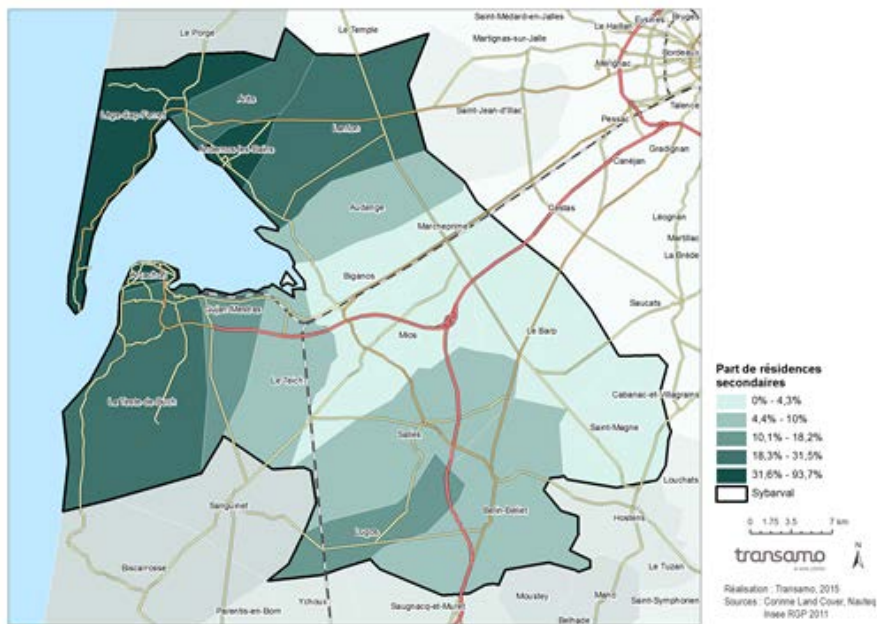 Le Porge
Le Temple
Saint-Médard-en-Jalles
Le Haillan
Eysines
Bruges
Martignas-sur-Jalle
Mérignac
Bordeaux
Lège-Cap-Ferret
Arès
Saint-Jean-d'Illac
Talence
Andernos-les-Bains
Lanton
Pessac
Gradignan
Canéjan
Audenge
Cestas
Léognan
Marcheprime
Martillac
La Brède
Arcachon
Biganos
Saucats
Gujan-Mestras
Mios
Le Barp
Le Teich
Cabanac-et-Villagrains
La Teste-de-Buch
Saint-Magne
Salles
Louchats
Sanguinet
Belin-Béliet
Hostens
Lugos
Biscarrosse
Le Tuzan
Parentis-en-Born
Ychoux
Saugnacq-et-Muret
Moustey
Mano
Saint-Symphorien
Belhade
Part de résidences
secondaires
0% - 4,3%
4,4% - 10%
10,1% - 18,2%
18,3% - 31,5%
31,6% - 93,7%
Sybarval
0 1.75 3.5 7 km
transamo
N
Réalisation : Transamo, 2015
Sources : Corinne Land Cover, Navteq
Insee RGP 2011